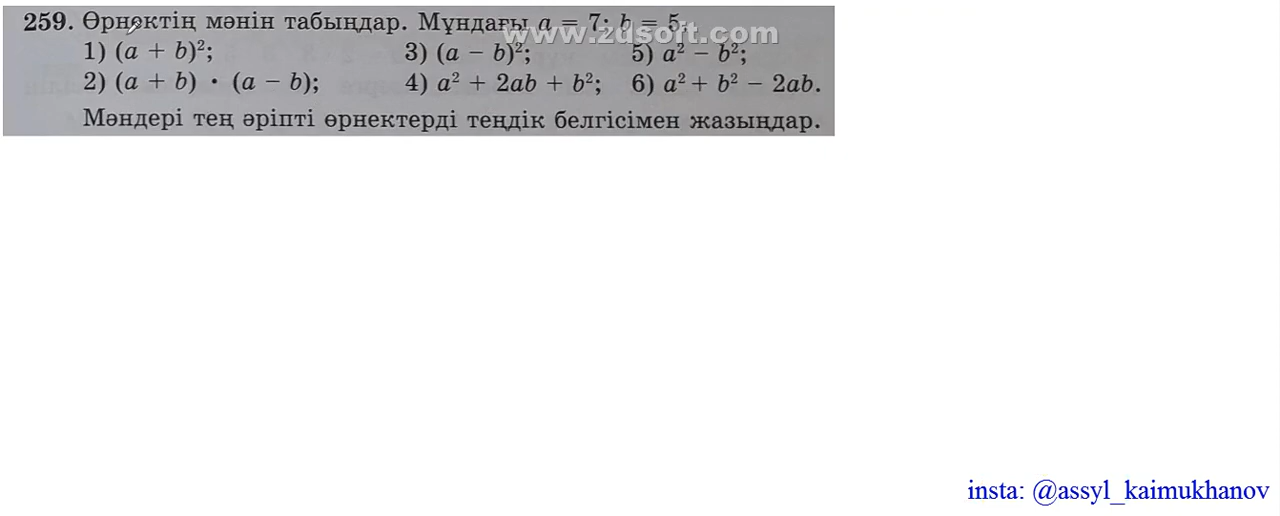 259. Өрнектің мәнін табыңдар. Мұндағы a = 7; b = 5.
www.zdsoft.com
1) (a + b)²; 3) (a − b)²; 5) a² − b²;
2) (a + b) · (a − b); 4) a² + 2ab + b²; 6) a² + b² − 2ab.
Мәндері тең әріпті өрнектерді теңдік белгісімен жазыңдар.
insta: @assyl_kaimukhanov